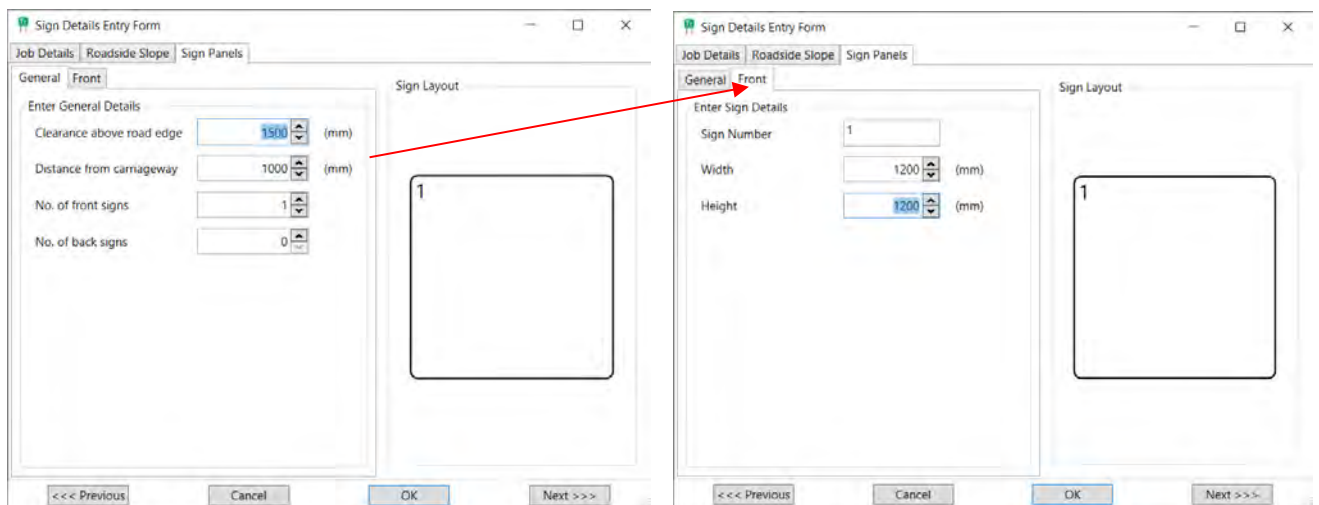 Sign Details Entry Form
Job Details Roadside Slope Sign Panels
General Front
Enter General Details
Clearance above road edge 1500 (mm)
Distance from carriageway 1000 (mm)
No. of front signs 1
No. of back signs 0
Sign Layout
1
<<< Previous Cancel OK Next >>>
Sign Details Entry Form
Job Details Roadside Slope Sign Panels
General Front
Enter Sign Details
Sign Number 1
Width 1200 (mm)
Height 1200 (mm)
Sign Layout
1
<<< Previous Cancel OK Next >>>